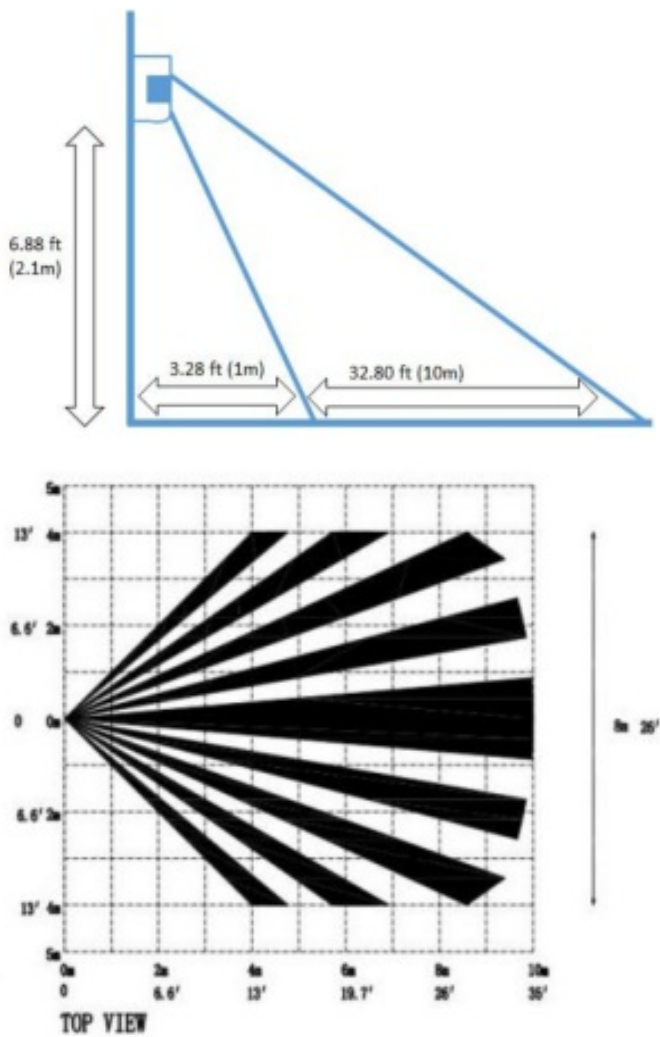 6.88 ft
(2.1m)
3.28 ft (1m)
32.80 ft (10m)
5m
13' 4m
6.6' 2m
0 0m
8m 26'
6.6' 2m
13' 4m
5m
0m 2m 4m 6m 8m 10m
0 6.6' 13' 19.7' 26' 35'
TOP VIEW